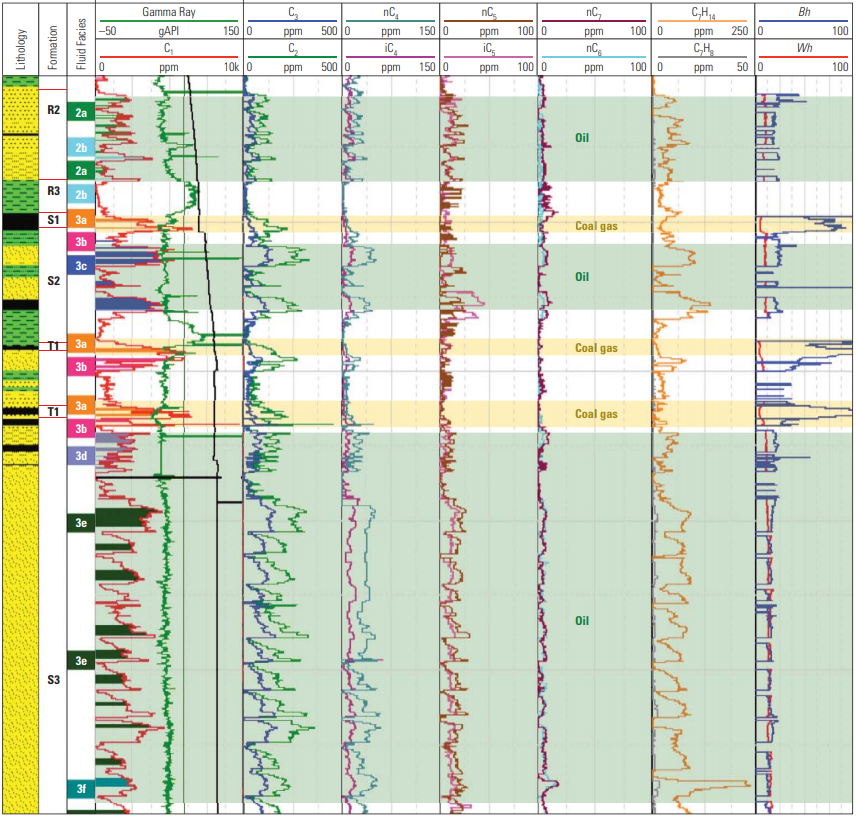 Lithology
Formation
Fluid Facies
Gamma Ray
−50 gAPI 150
C1
0 ppm 10k
C3
0 ppm 500
C2
0 ppm 500
nC4
0 ppm 150
iC4
0 ppm 150
nC5
0 ppm 100
iC5
0 ppm 100
nC7
0 ppm 100
nC6
0 ppm 100
C7H14
0 ppm 250
C7H8
0 ppm 50
Bh
0 100
Wh
0 100
R2
2a
2b
2a
Oil
R3
2b
S1
3a
Coal gas
3b
S2
3c
Oil
T1
3a
Coal gas
3b
T1
3a
Coal gas
3b
3d
3e
Oil
3e
S3
3f